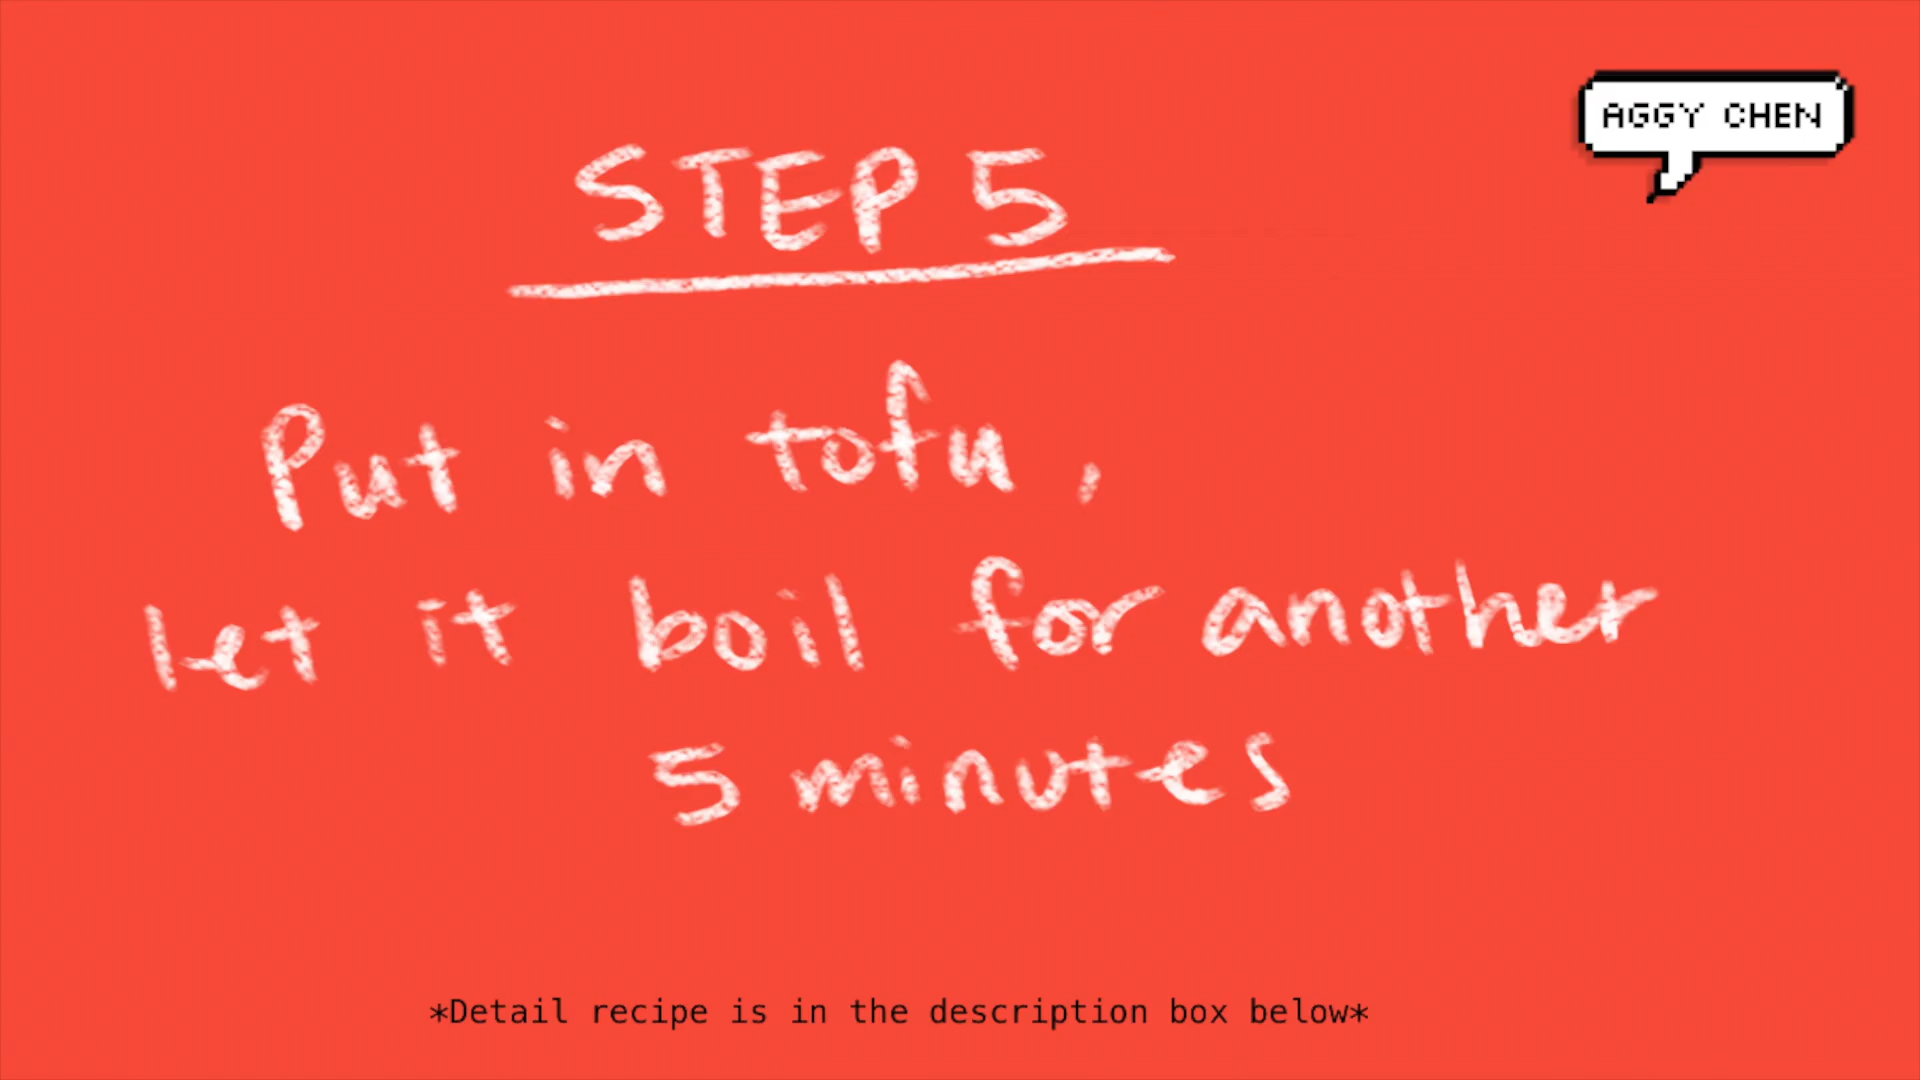 AGGY CHEN
STEP 5
Put in tofu,
let it boil for another
5 minutes
*Detail recipe is in the description box below*